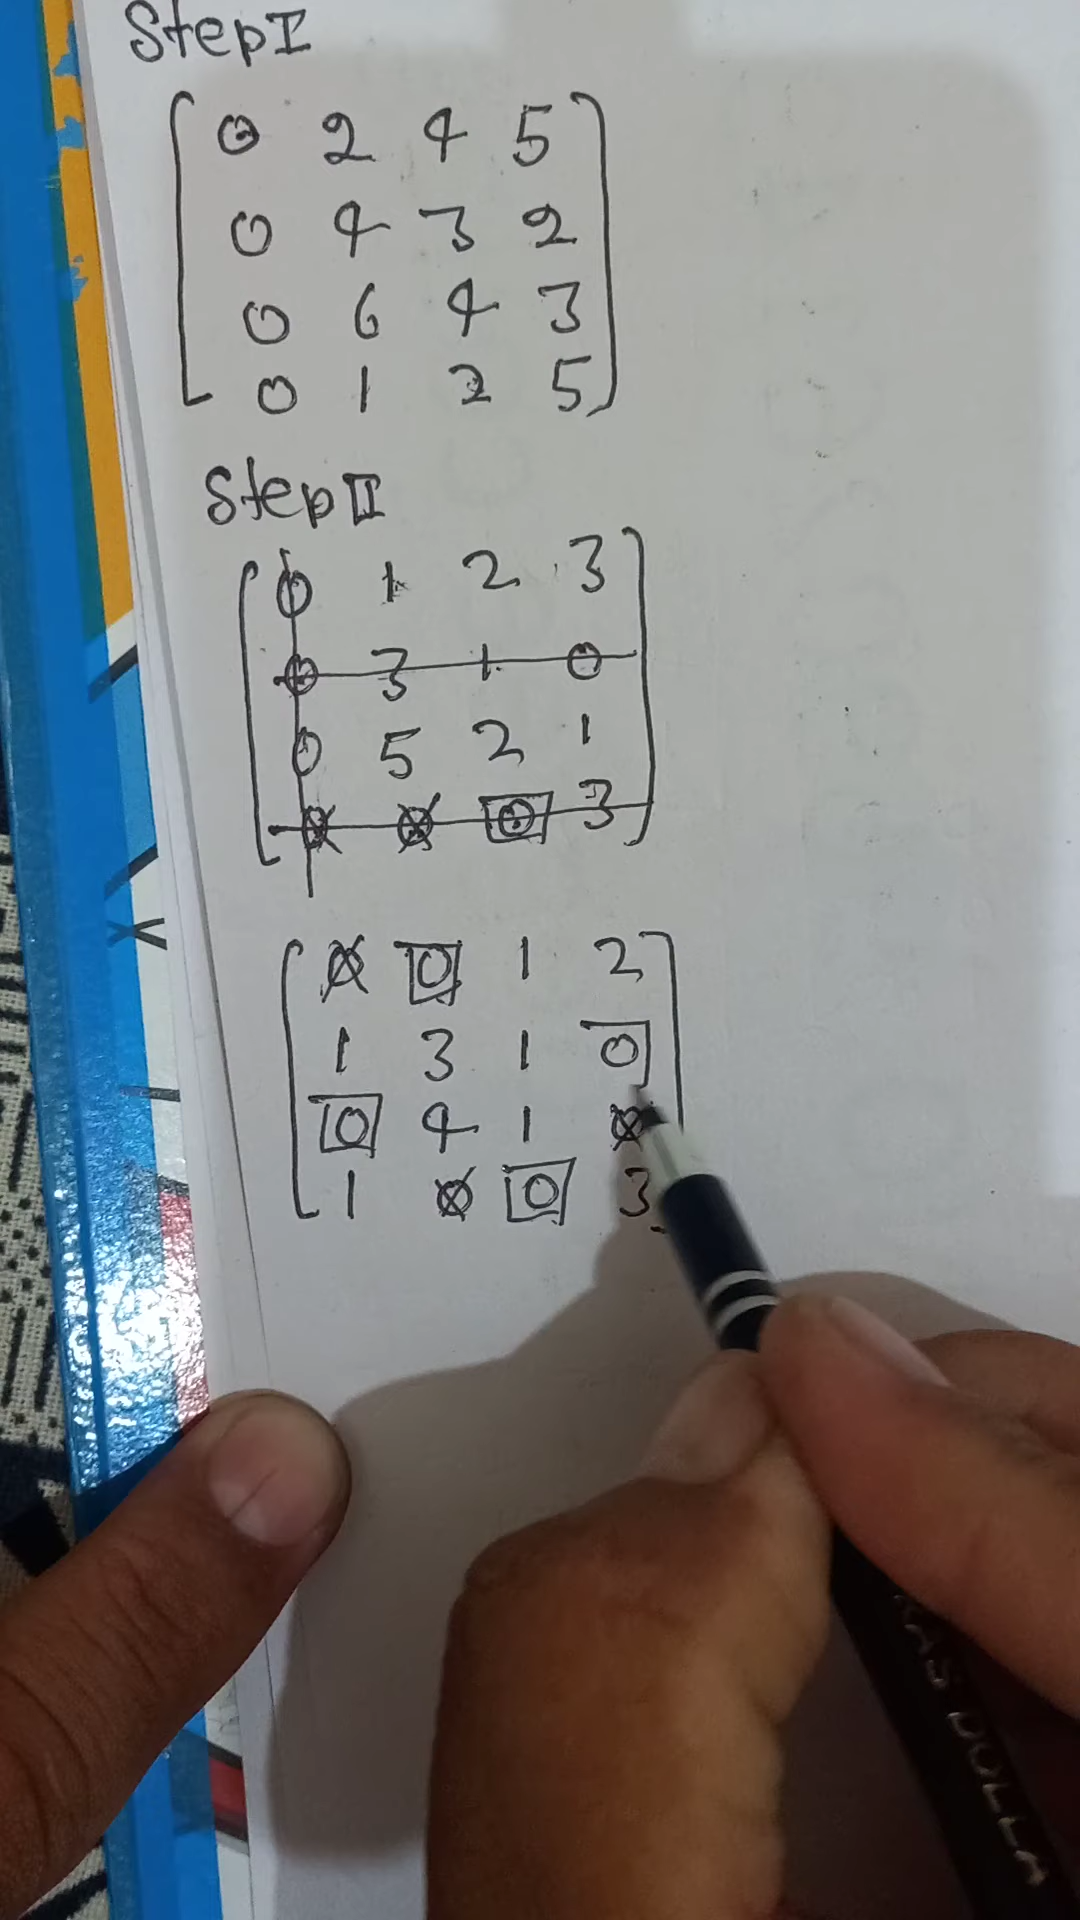 Step I
0 2 4 5
0 4 3 2
0 6 4 3
0 1 2 5
Step II
0 1 2 3
0 3 1 0
0 5 2 1
0 0 0 3
0 0 1 2
1 3 1 0
0 4 1 0
1 0 0 3